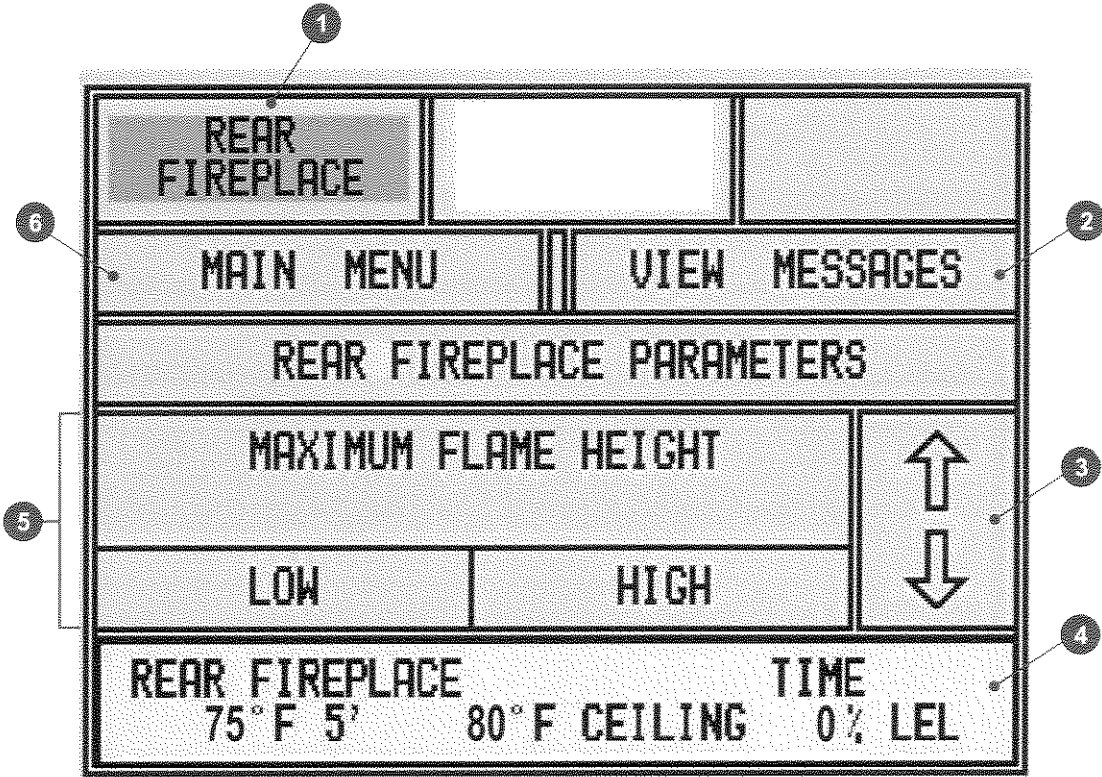 1
REAR
FIREPLACE
6
MAIN MENU
VIEW MESSAGES
2
REAR FIREPLACE PARAMETERS
5
MAXIMUM FLAME HEIGHT
3
LOW
HIGH
4
REAR FIREPLACE
TIME
75°F 5' 80°F CEILING 0% LEL